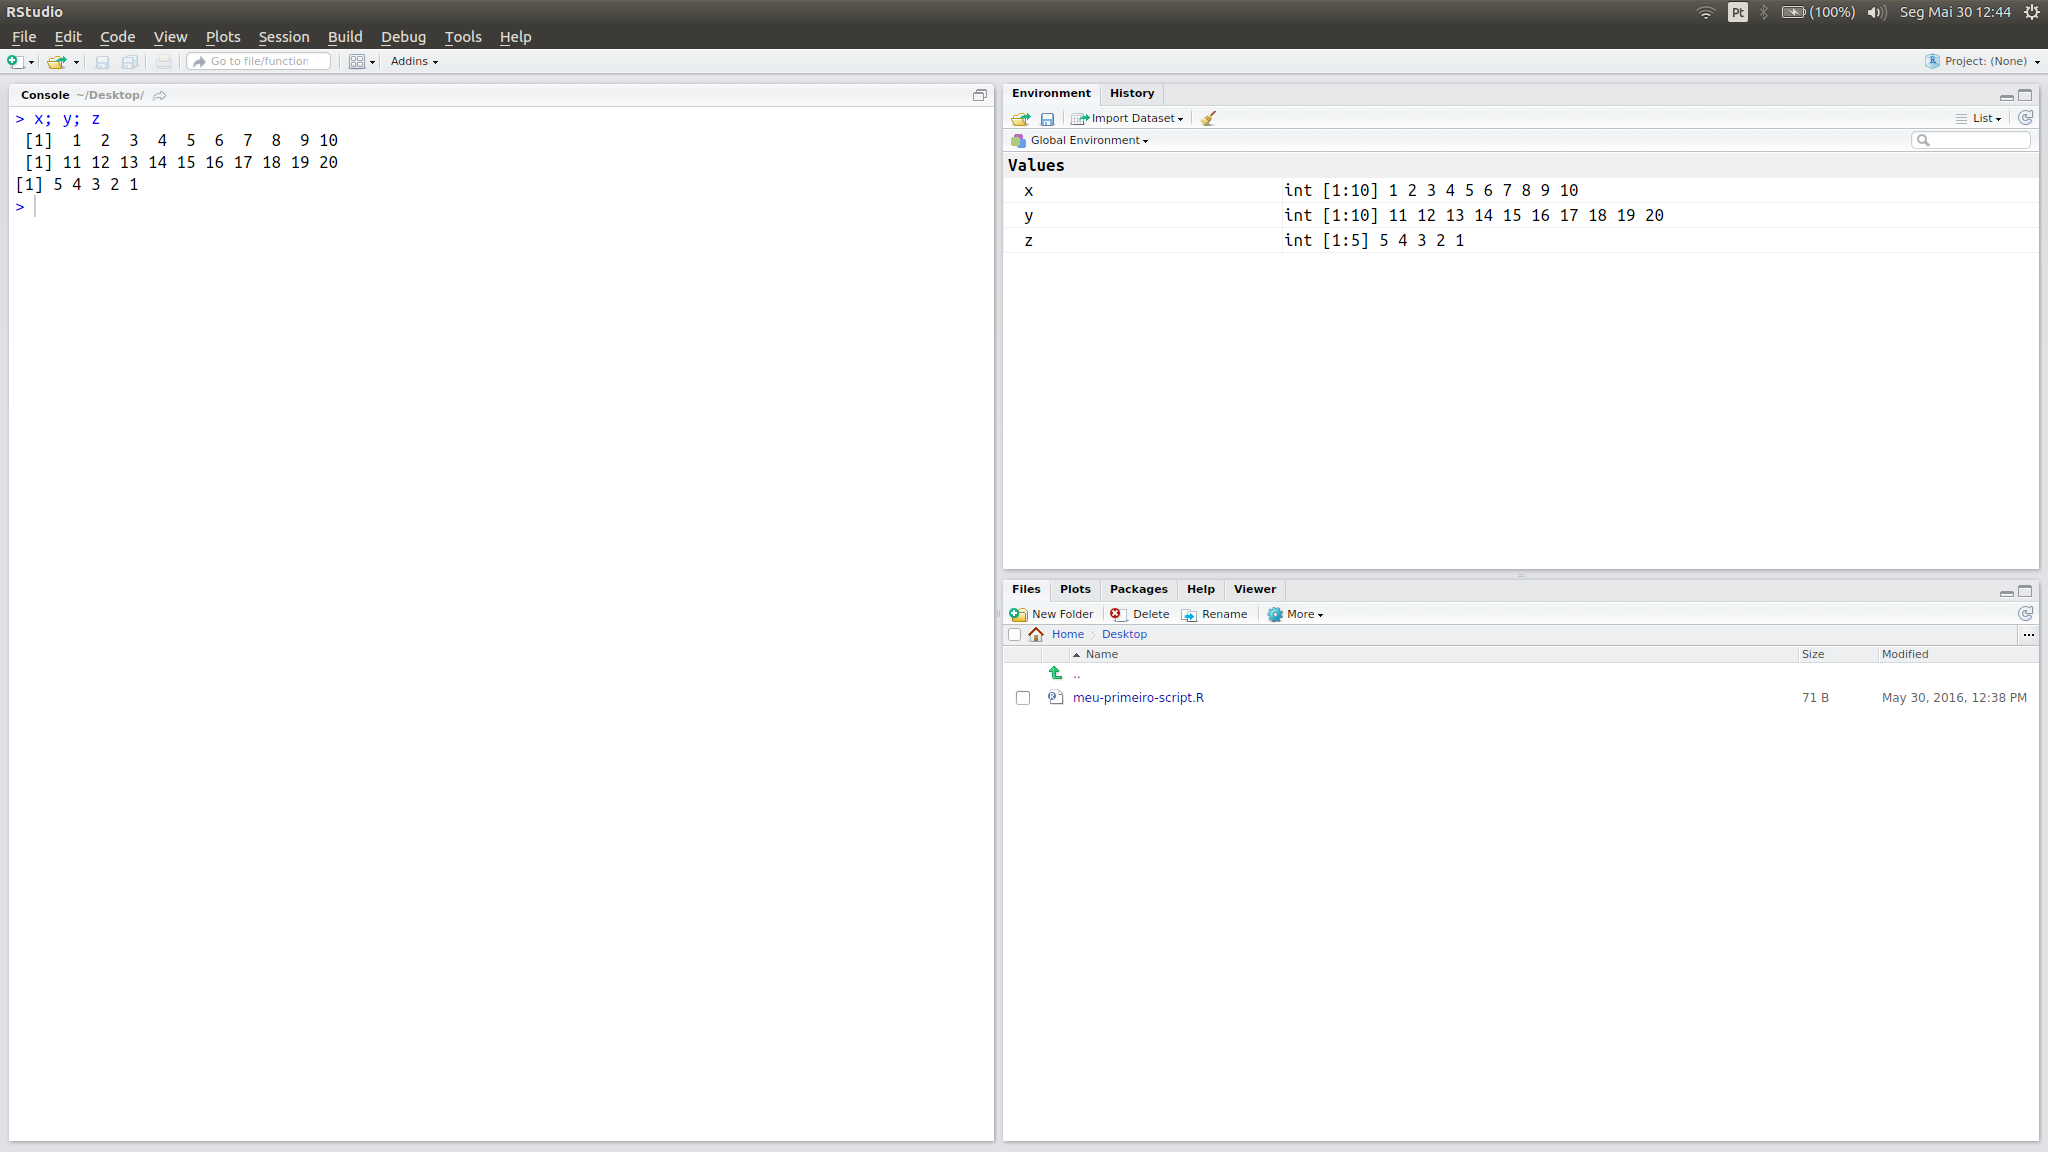 RStudio
Pt (100%) Seg Mai 30 12:44
File Edit Code View Plots Session Build Debug Tools Help
Go to file/function Addins Project: (None)
Console ~/Desktop/
> x; y; z
[1] 1 2 3 4 5 6 7 8 9 10
[1] 11 12 13 14 15 16 17 18 19 20
[1] 5 4 3 2 1
>
Environment History
Import Dataset List
Global Environment
Values
x int [1:10] 1 2 3 4 5 6 7 8 9 10
y int [1:10] 11 12 13 14 15 16 17 18 19 20
z int [1:5] 5 4 3 2 1
Files Plots Packages Help Viewer
New Folder Delete Rename More
Home Desktop ...
Name Size Modified
..
meu-primeiro-script.R 71 B May 30, 2016, 12:38 PM